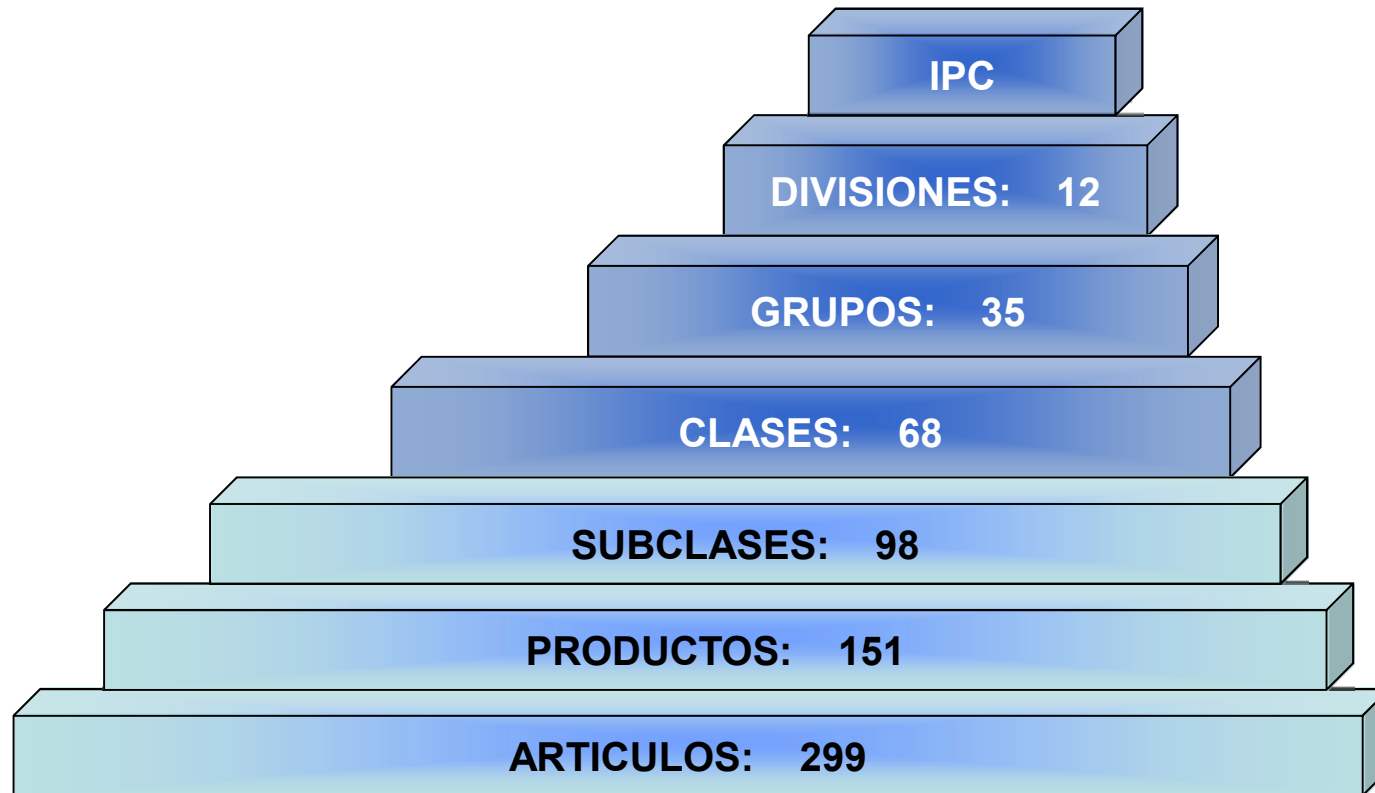 IPC
DIVISIONES: 12
GRUPOS: 35
CLASES: 68
SUBCLASES: 98
PRODUCTOS: 151
ARTICULOS: 299